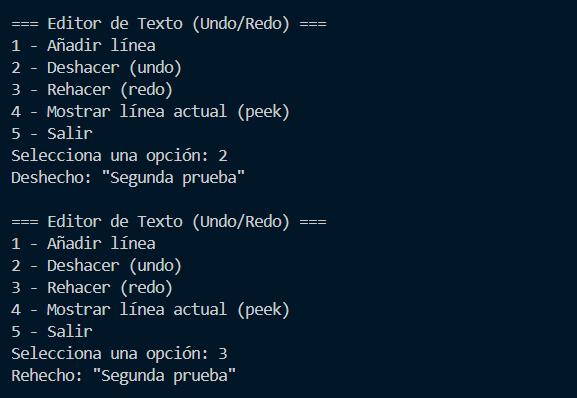 === Editor de Texto (Undo/Redo) ===
1 - Añadir línea
2 - Deshacer (undo)
3 - Rehacer (redo)
4 - Mostrar línea actual (peek)
5 - Salir
Selecciona una opción: 2
Deshecho: "Segunda prueba"
=== Editor de Texto (Undo/Redo) ===
1 - Añadir línea
2 - Deshacer (undo)
3 - Rehacer (redo)
4 - Mostrar línea actual (peek)
5 - Salir
Selecciona una opción: 3
Rehecho: "Segunda prueba"